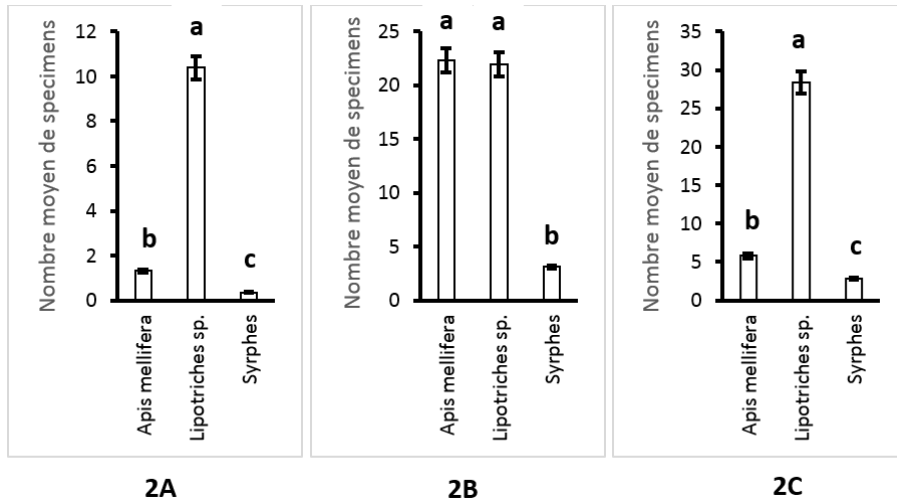 Nombre moyen de specimens
12
10
8
6
4
2
0
a
b
c
Apis mellifera
Lipotriches sp.
Syrphes
2A
Nombre moyen de specimens
25
20
15
10
5
0
a
a
b
Apis mellifera
Lipotriches sp.
Syrphes
2B
Nombre moyen de specimens
35
30
25
20
15
10
5
0
a
b
c
Apis mellifera
Lipotriches sp.
Syrphes
2C